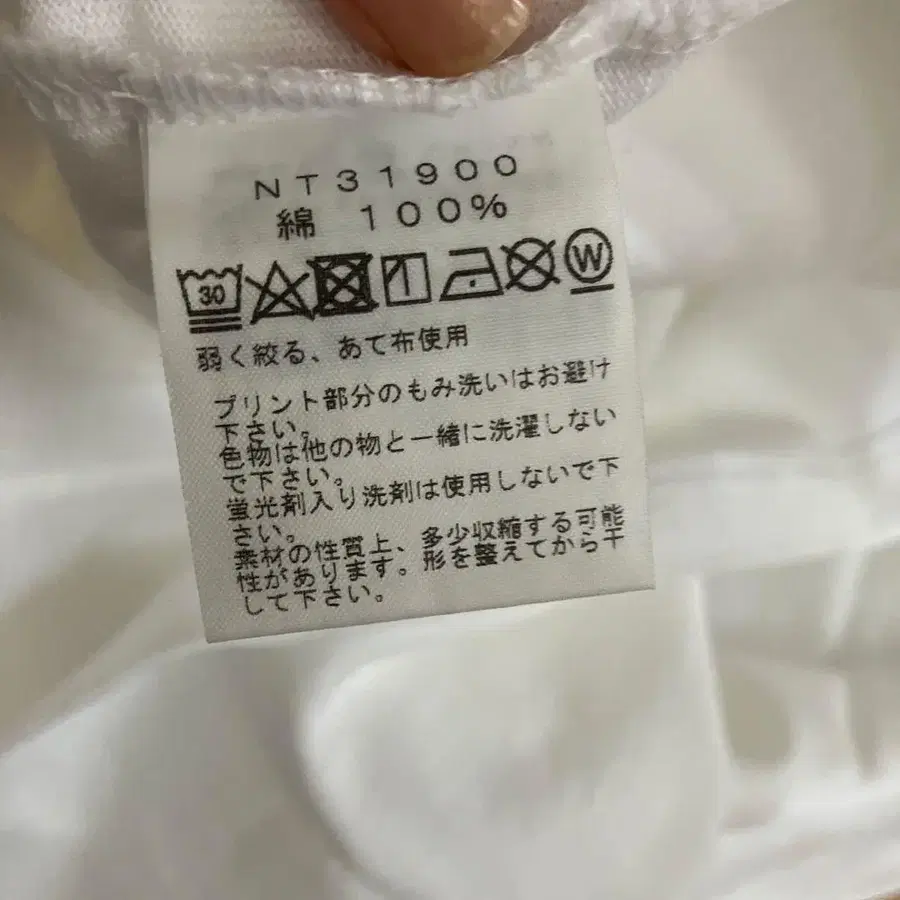 NT31900
綿 100%
30
W
弱く絞る、あて布使用
プリント部分のもみ洗いはお避け
下さい。
色物は他の物と一緒に洗濯しない
で下さい。
蛍光剤入り洗剤は使用しないで下
さい。
素材の性質上、多少収縮する可能
性があります。形を整えてから干
して下さい。